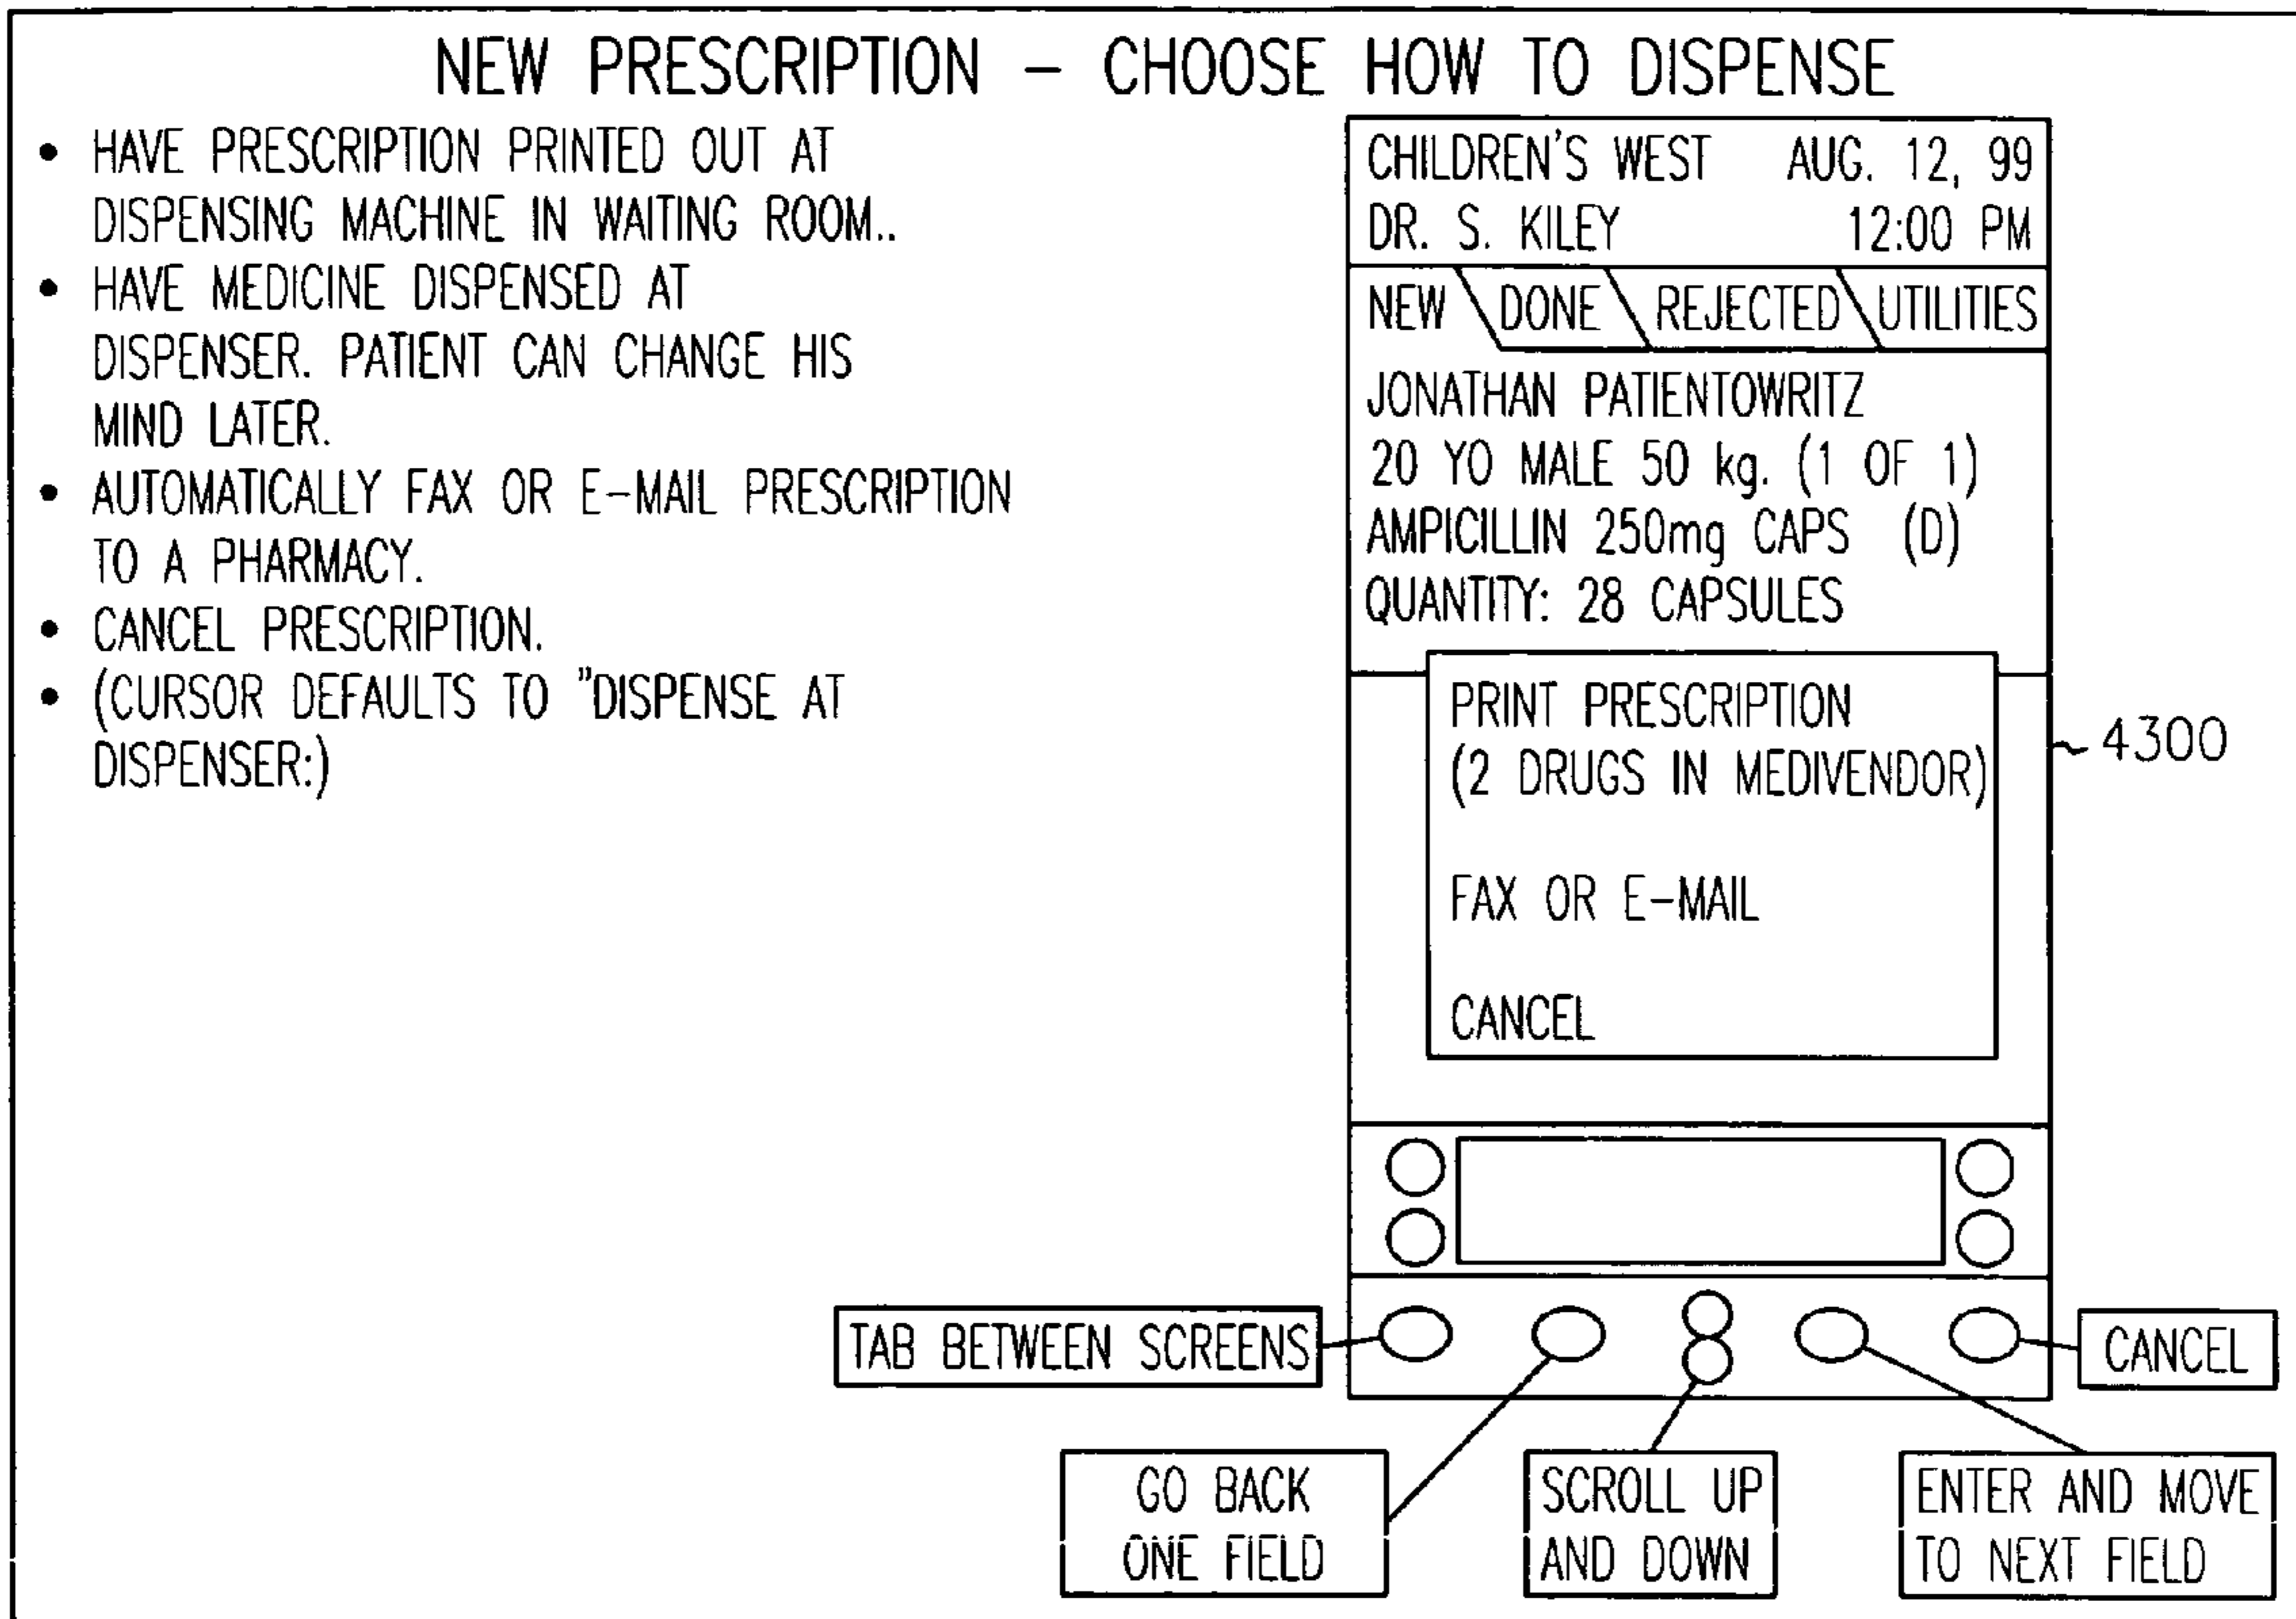 NEW PRESCRIPTION – CHOOSE HOW TO DISPENSE
• HAVE PRESCRIPTION PRINTED OUT AT
DISPENSING MACHINE IN WAITING ROOM..
• HAVE MEDICINE DISPENSED AT
DISPENSER. PATIENT CAN CHANGE HIS
MIND LATER.
• AUTOMATICALLY FAX OR E–MAIL PRESCRIPTION
TO A PHARMACY.
• CANCEL PRESCRIPTION.
• (CURSOR DEFAULTS TO "DISPENSE AT
DISPENSER:)
CHILDREN'S WEST AUG. 12, 99
DR. S. KILEY 12:00 PM
NEW DONE REJECTED UTILITIES
JONATHAN PATIENTOWRITZ
20 YO MALE 50 kg. (1 OF 1)
AMPICILLIN 250mg CAPS (D)
QUANTITY: 28 CAPSULES
PRINT PRESCRIPTION
(2 DRUGS IN MEDIVENDOR)
FAX OR E–MAIL
CANCEL
4300
TAB BETWEEN SCREENS
CANCEL
GO BACK
ONE FIELD
SCROLL UP
AND DOWN
ENTER AND MOVE
TO NEXT FIELD